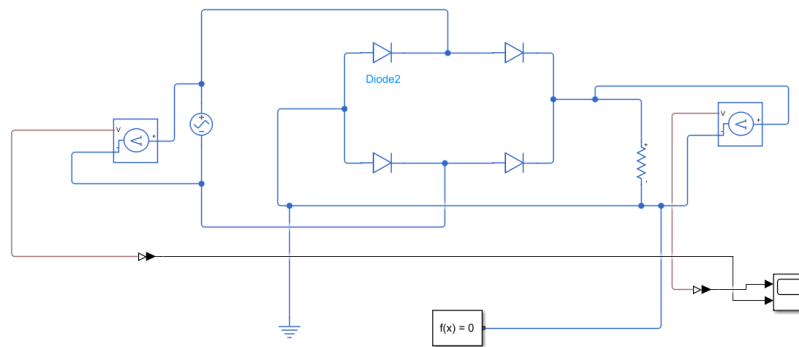 Diode2
V
+
-
+
V
+
-
V
+
-
V
f(x) = 0